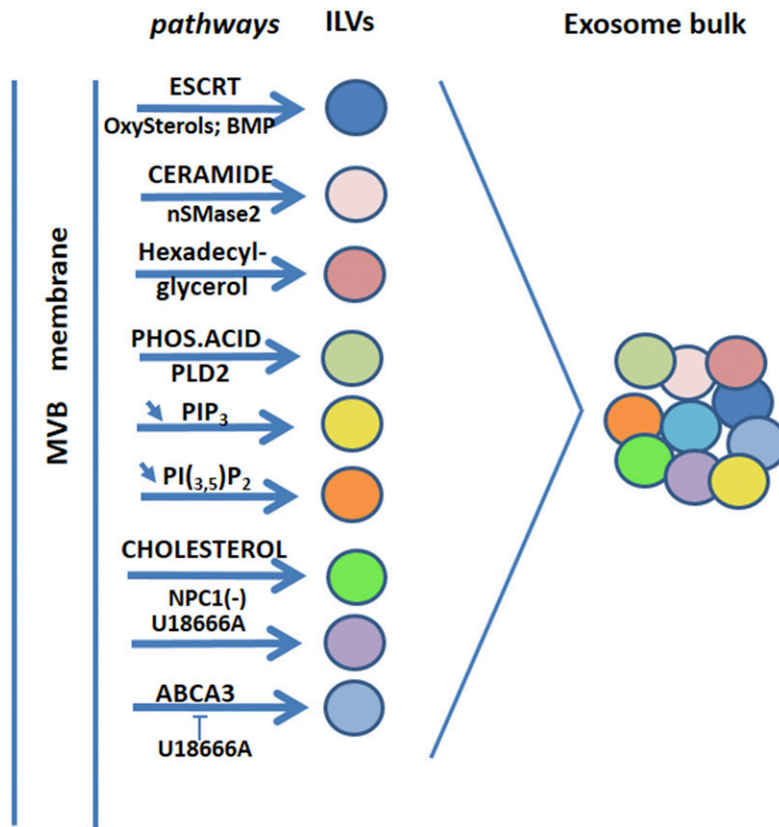 pathways ILVs Exosome bulk
MVB membrane
ESCRT
OxySterols; BMP
CERAMIDE
nSMase2
Hexadecyl-
glycerol
PHOS.ACID
PLD2
PIP₃
PI(₃,₅)P₂
CHOLESTEROL
NPC1(-)
U18666A
ABCA3
U18666A